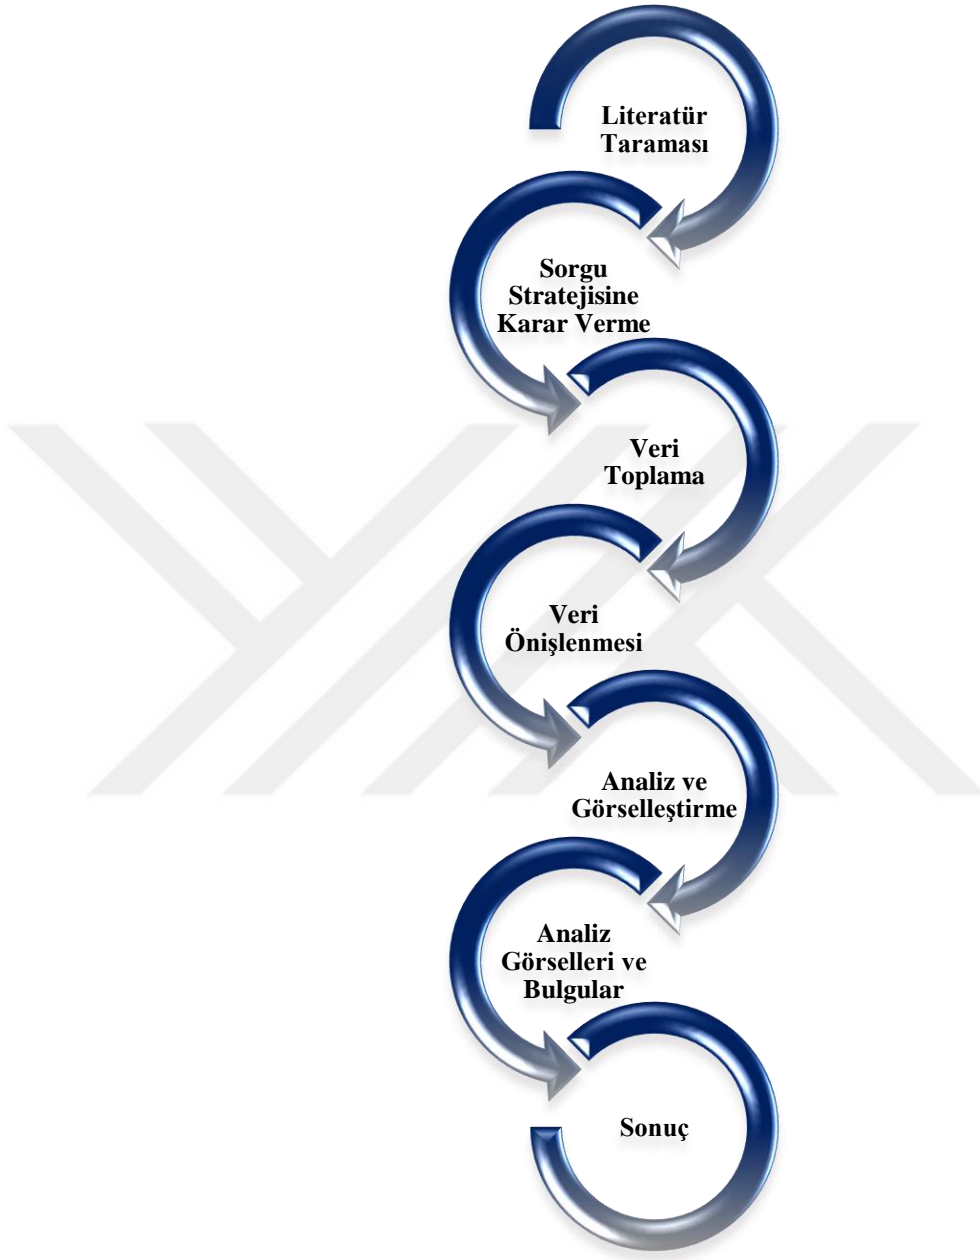 Literatür
Taraması
Sorgu
Stratejisine
Karar Verme
Veri
Toplama
Veri
Önişlenmesi
Analiz ve
Görselleştirme
Analiz
Görselleri ve
Bulgular
Sonuç